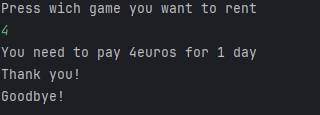 Press wich game you want to rent
4
You need to pay 4euros for 1 day
Thank you!
Goodbye!